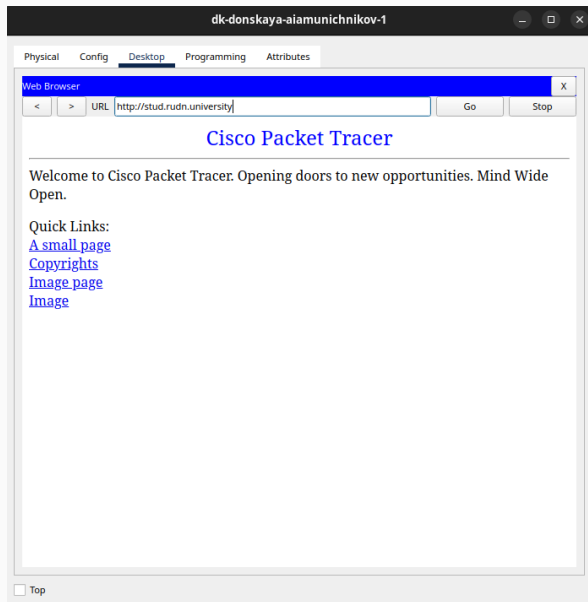 dk-donskaya-aiamunichnikov-1
Physical Config Desktop Programming Attributes
Web Browser X
< > URL http://stud.rudn.university Go Stop
Cisco Packet Tracer
Welcome to Cisco Packet Tracer. Opening doors to new opportunities. Mind Wide
Open.
Quick Links:
A small page
Copyrights
Image page
Image
Top